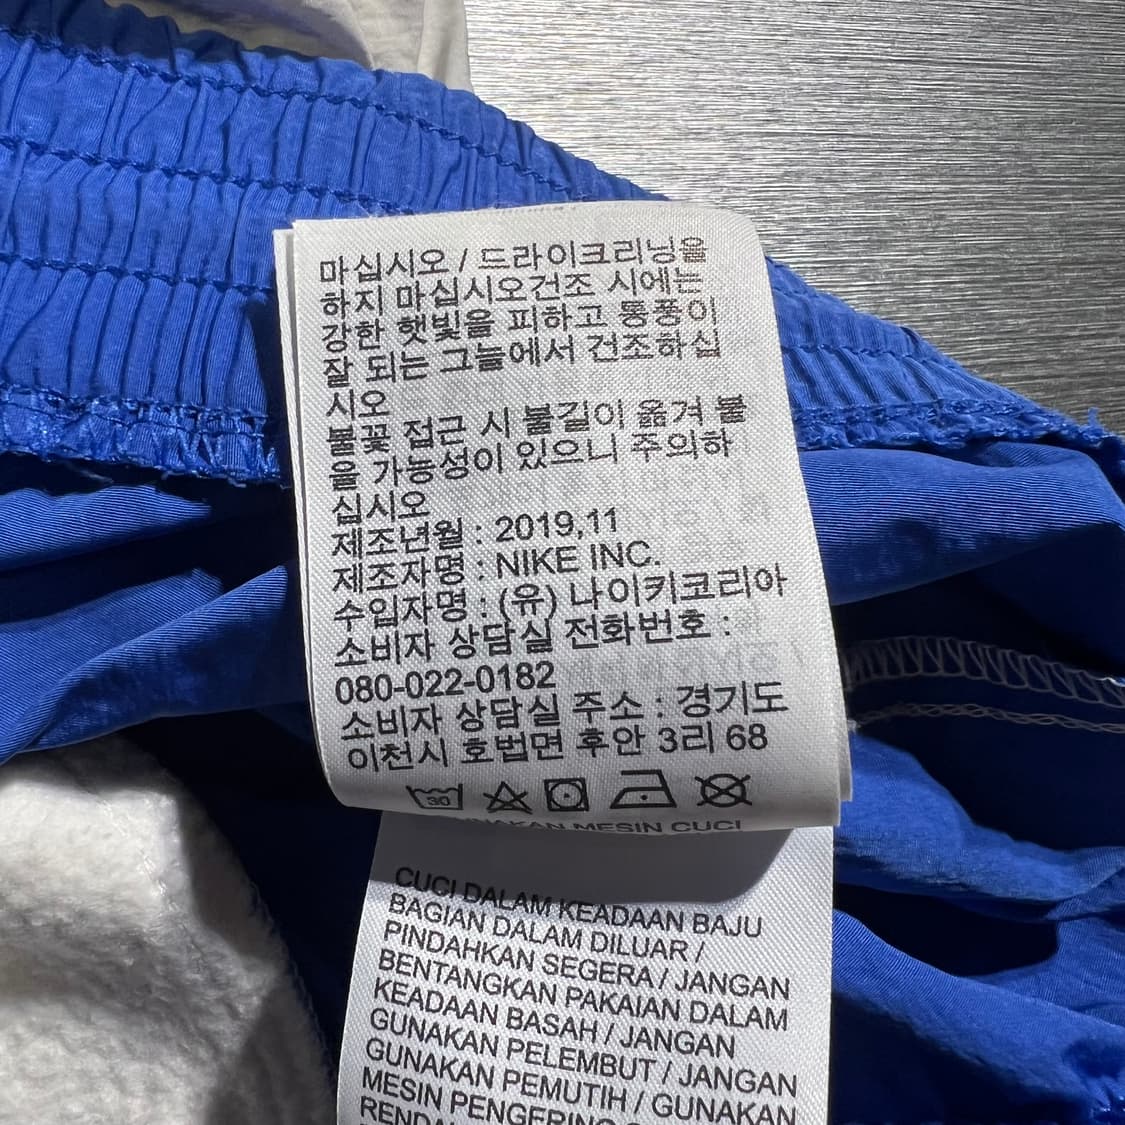 마십시오 / 드라이크리닝을
하지 마십시오건조 시에는
강한 햇빛을 피하고 통풍이
잘 되는 그늘에서 건조하십
시오
불꽃 접근 시 불길이 옮겨 붙
을 가능성이 있으니 주의하
십시오
제조년월 : 2019,11
제조자명 : NIKE INC.
수입자명 : (유) 나이키코리아
소비자 상담실 전화번호 :
080-022-0182
소비자 상담실 주소 : 경기도
이천시 호법면 후안 3리 68
30
MESIN CUCI
CUCI DALAM KEADAAN BAJU
BAGIAN DALAM DILUAR /
PINDAHKAN SEGERA / JANGAN
BENTANGKAN PAKAIAN DALAM
KEADAAN BASAH / JANGAN
GUNAKAN PELEMBUT / JANGAN
GUNAKAN PEMUTIH / GUNAKAN
MESIN PENGERING